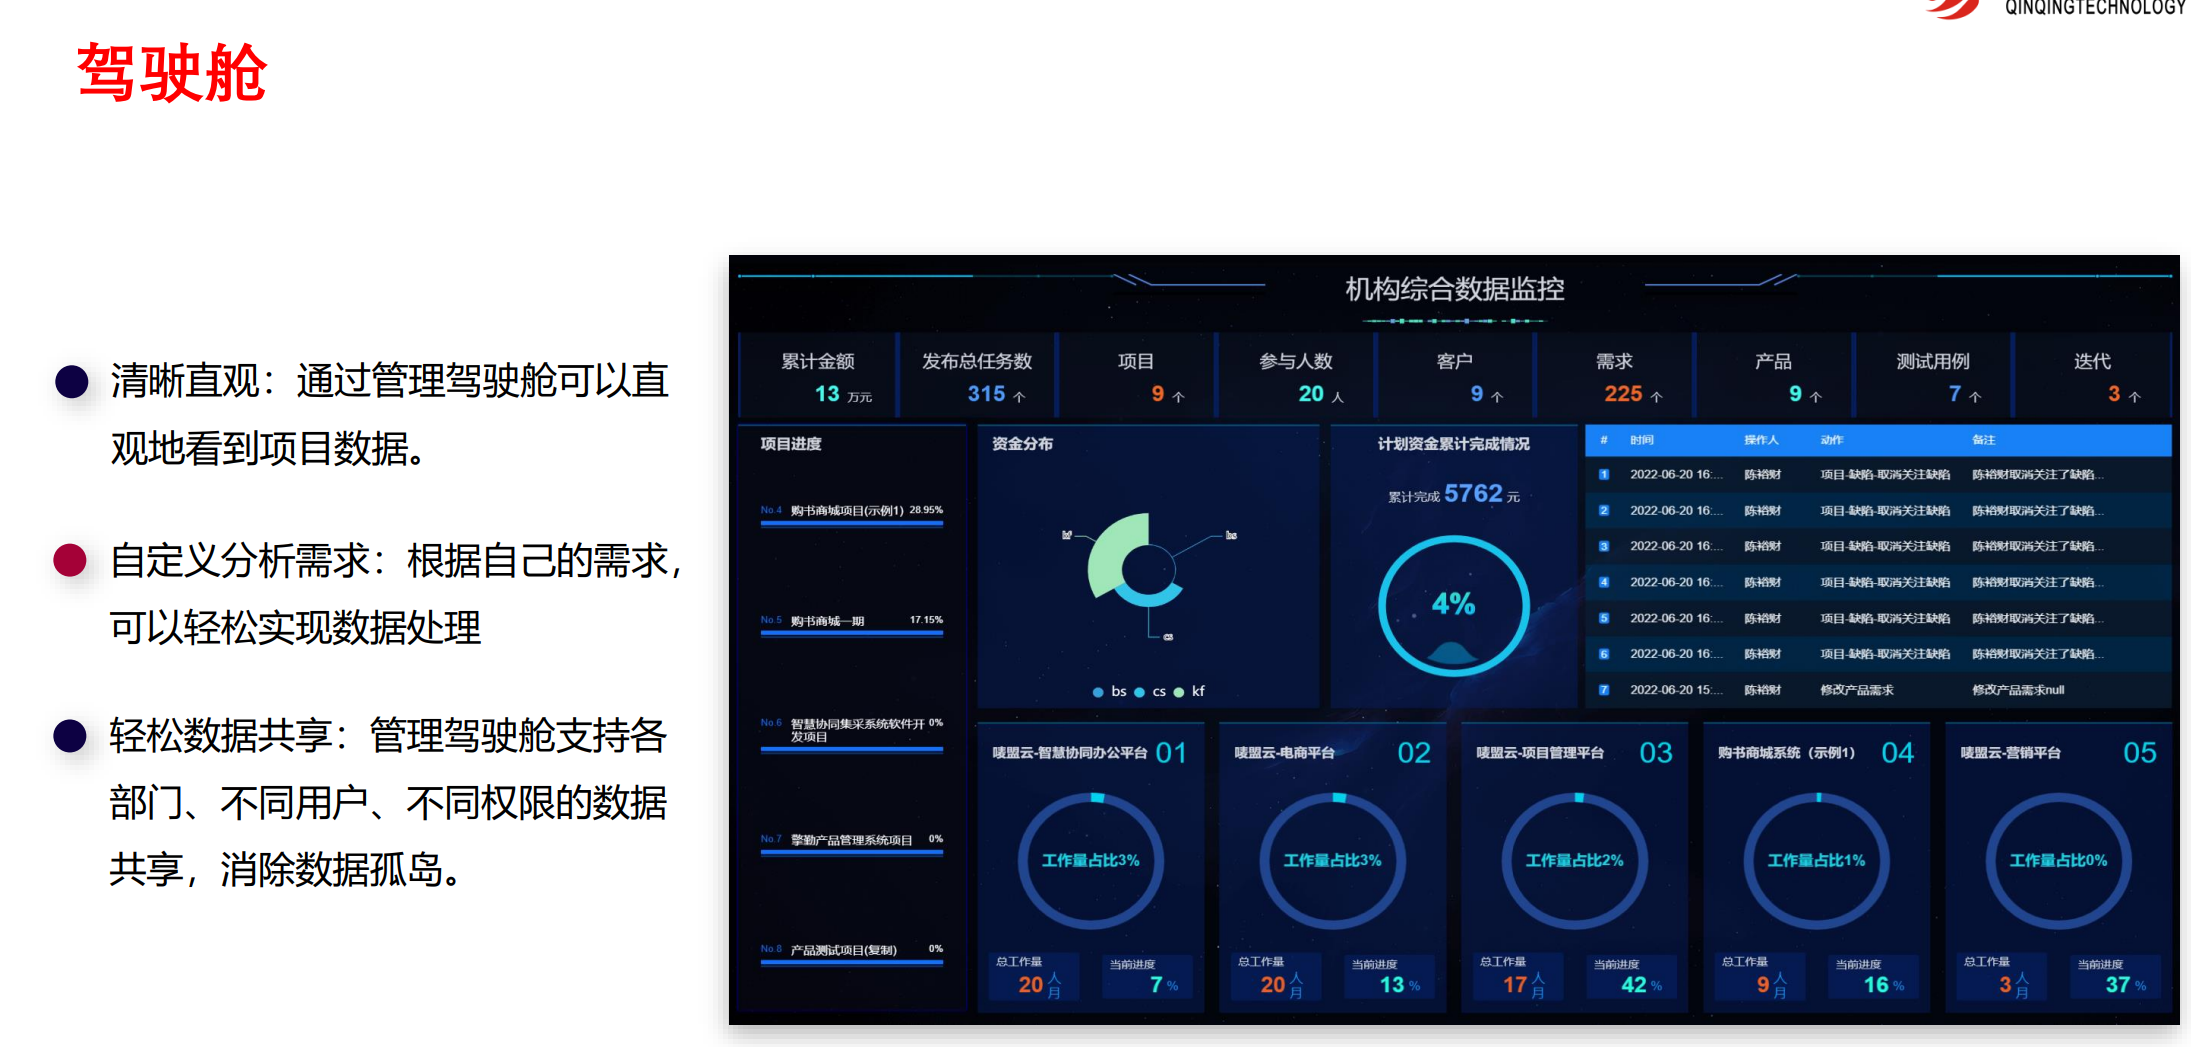 QINQINGTECHNOLOGY
驾驶舱
清晰直观：通过管理驾驶舱可以直
观地看到项目数据。
自定义分析需求：根据自己的需求，
可以轻松实现数据处理
轻松数据共享：管理驾驶舱支持各
部门、不同用户、不同权限的数据
共享，消除数据孤岛。
机构综合数据监控
累计金额 发布总任务数 项目 参与人数 客户 需求 产品 测试用例 迭代
13 万元 315 个 9 个 20 人 9 个 225 个 9 个 7 个 3 个
项目进度
No.4 购书商城项目(示例1) 28.95%
No.5 购书商城一期 17.15%
No.6 智慧协同集采系统软件开 0%
发项目
No.7 擎勤产品管理系统项目 0%
No.8 产品测试项目(复制) 0%
资金分布
kf
bs
cs
bs cs kf
计划资金累计完成情况
累计完成 5762 元
4%
# 时间 操作人 动作 备注
1 2022-06-20 16:... 陈裕财 项目-缺陷-取消关注缺陷 陈裕财取消关注了缺陷...
2 2022-06-20 16:... 陈裕财 项目-缺陷-取消关注缺陷 陈裕财取消关注了缺陷...
3 2022-06-20 16:... 陈裕财 项目-缺陷-取消关注缺陷 陈裕财取消关注了缺陷...
4 2022-06-20 16:... 陈裕财 项目-缺陷-取消关注缺陷 陈裕财取消关注了缺陷...
5 2022-06-20 16:... 陈裕财 项目-缺陷-取消关注缺陷 陈裕财取消关注了缺陷...
6 2022-06-20 16:... 陈裕财 项目-缺陷-取消关注缺陷 陈裕财取消关注了缺陷...
7 2022-06-20 15:... 陈裕财 修改产品需求 修改产品需求null
唛盟云-智慧协同办公平台 01
工作量占比3%
总工作量 当前进度
20 人月 7 %
唛盟云-电商平台 02
工作量占比3%
总工作量 当前进度
20 人月 13 %
唛盟云-项目管理平台 03
工作量占比2%
总工作量 当前进度
17 人月 42 %
购书商城系统（示例1） 04
工作量占比1%
总工作量 当前进度
9 人月 16 %
唛盟云-营销平台 05
工作量占比0%
总工作量 当前进度
3 人月 37 %